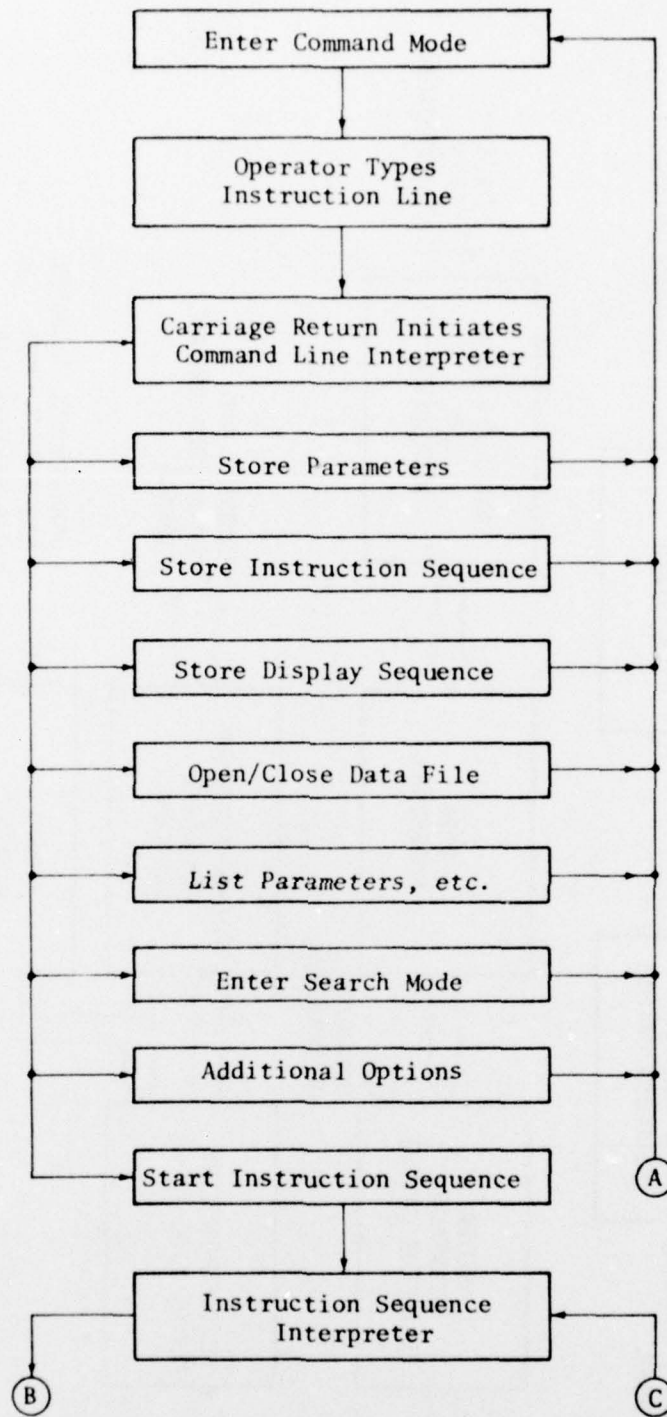 Enter Command Mode
Operator Types
Instruction Line
Carriage Return Initiates
Command Line Interpreter
Store Parameters
Store Instruction Sequence
Store Display Sequence
Open/Close Data File
List Parameters, etc.
Enter Search Mode
Additional Options
Start Instruction Sequence
A
Instruction Sequence
Interpreter
B
C